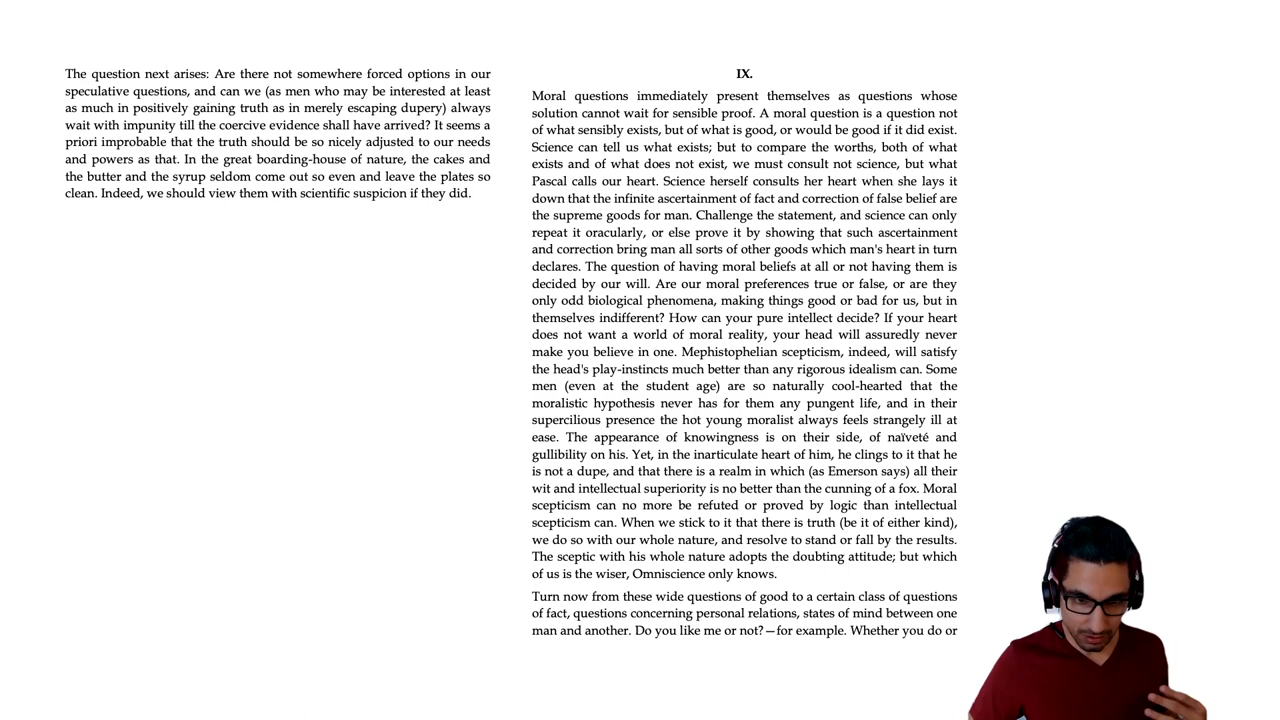 The question next arises: Are there not somewhere forced options in our
speculative questions, and can we (as men who may be interested at least
as much in positively gaining truth as in merely escaping dupery) always
wait with impunity till the coercive evidence shall have arrived? It seems a
priori improbable that the truth should be so nicely adjusted to our needs
and powers as that. In the great boarding-house of nature, the cakes and
the butter and the syrup seldom come out so even and leave the plates so
clean. Indeed, we should view them with scientific suspicion if they did.
IX.
Moral questions immediately present themselves as questions whose
solution cannot wait for sensible proof. A moral question is a question not
of what sensibly exists, but of what is good, or would be good if it did exist.
Science can tell us what exists; but to compare the worths, both of what
exists and of what does not exist, we must consult not science, but what
Pascal calls our heart. Science herself consults her heart when she lays it
down that the infinite ascertainment of fact and correction of false belief are
the supreme goods for man. Challenge the statement, and science can only
repeat it oracularly, or else prove it by showing that such ascertainment
and correction bring man all sorts of other goods which man's heart in turn
declares. The question of having moral beliefs at all or not having them is
decided by our will. Are our moral preferences true or false, or are they
only odd biological phenomena, making things good or bad for us, but in
themselves indifferent? How can your pure intellect decide? If your heart
does not want a world of moral reality, your head will assuredly never
make you believe in one. Mephistophelian scepticism, indeed, will satisfy
the head's play-instincts much better than any rigorous idealism can. Some
men (even at the student age) are so naturally cool-hearted that the
moralistic hypothesis never has for them any pungent life, and in their
supercilious presence the hot young moralist always feels strangely ill at
ease. The appearance of knowingness is on their side, of naïveté and
gullibility on his. Yet, in the inarticulate heart of him, he clings to it that he
is not a dupe, and that there is a realm in which (as Emerson says) all their
wit and intellectual superiority is no better than the cunning of a fox. Moral
scepticism can no more be refuted or proved by logic than intellectual
scepticism can. When we stick to it that there is truth (be it of either kind),
we do so with our whole nature, and resolve to stand or fall by the results.
The sceptic with his whole nature adopts the doubting attitude; but which
of us is the wiser, Omniscience only knows.
Turn now from these wide questions of good to a certain class of questions
of fact, questions concerning personal relations, states of mind between one
man and another. Do you like me or not?—for example. Whether you do or